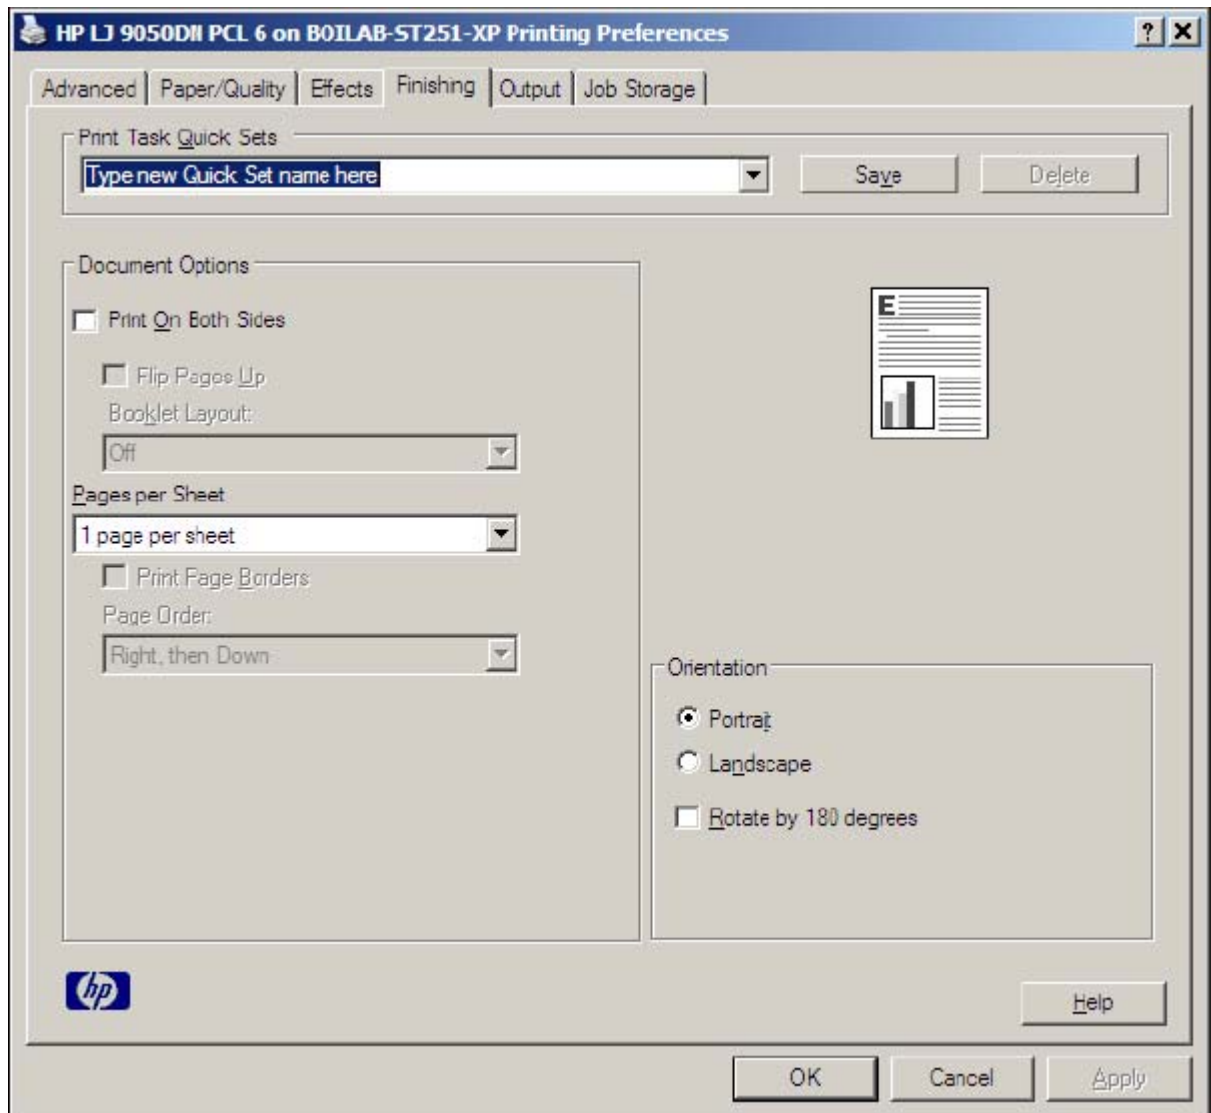 HP LJ 9050DN PCL 6 on BOILAB-ST251-XP Printing Preferences
Advanced Paper/Quality Effects Finishing Output Job Storage
Print Task Quick Sets
Type new Quick Set name here Save Delete
Document Options
Print On Both Sides
Flip Pages Up
Booklet Layout:
Off
Pages per Sheet
1 page per sheet
Print Page Borders
Page Order:
Right, then Down
E
Orientation
Portrait
Landscape
Rotate by 180 degrees
hp
Help
OK Cancel Apply